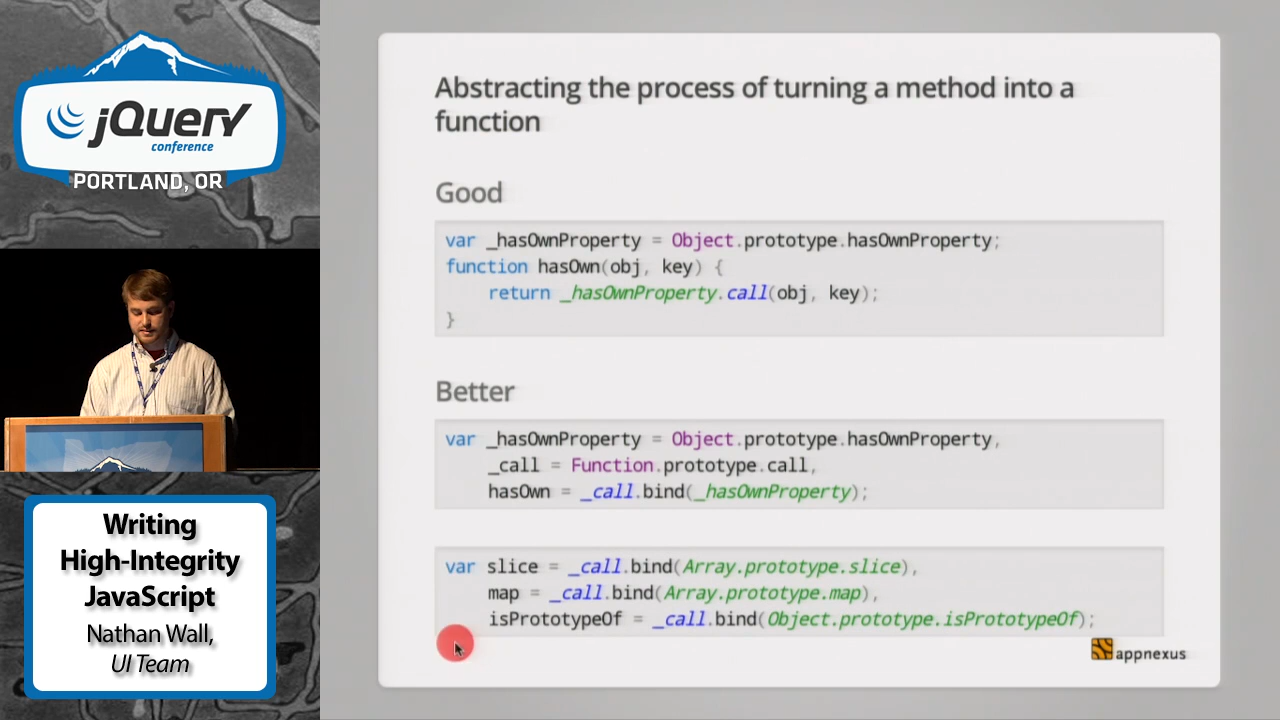 jQuery
conference
PORTLAND, OR
Writing
High-Integrity
JavaScript
Nathan Wall,
UI Team
Abstracting the process of turning a method into a
function
Good
var _hasOwnProperty = Object.prototype.hasOwnProperty;
function hasOwn(obj, key) {
    return _hasOwnProperty.call(obj, key);
}
Better
var _hasOwnProperty = Object.prototype.hasOwnProperty,
    _call = Function.prototype.call,
    hasOwn = _call.bind(_hasOwnProperty);
var slice = _call.bind(Array.prototype.slice),
    map = _call.bind(Array.prototype.map),
    isPrototypeOf = _call.bind(Object.prototype.isPrototypeOf);
appnexus